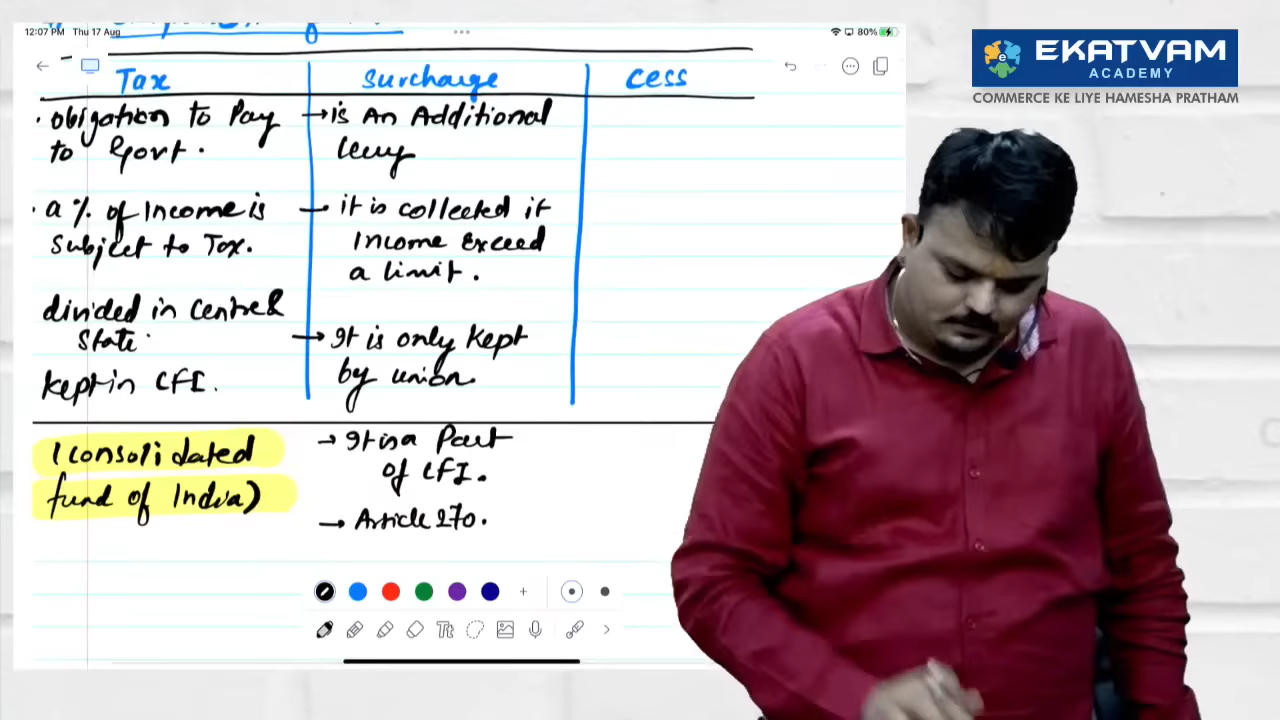 12:07 PM Thu 17 Aug
80%
EKATVAM
ACADEMY
COMMERCE KE LIYE HAMESHA PRATHAM
Tax
Surcharge
Cess
. obligation to Pay
to Govt.
. a % of Income is
subject to Tax.
divided in Centre &
State.
kept in CFI.
(Consolidated
fund of India)
→ is An Additional
levy
→ it is collected if
Income Exceed
a limit.
→ It is only kept
by union.
→ It is a Part
of CFI.
→ Article 270.
Tt